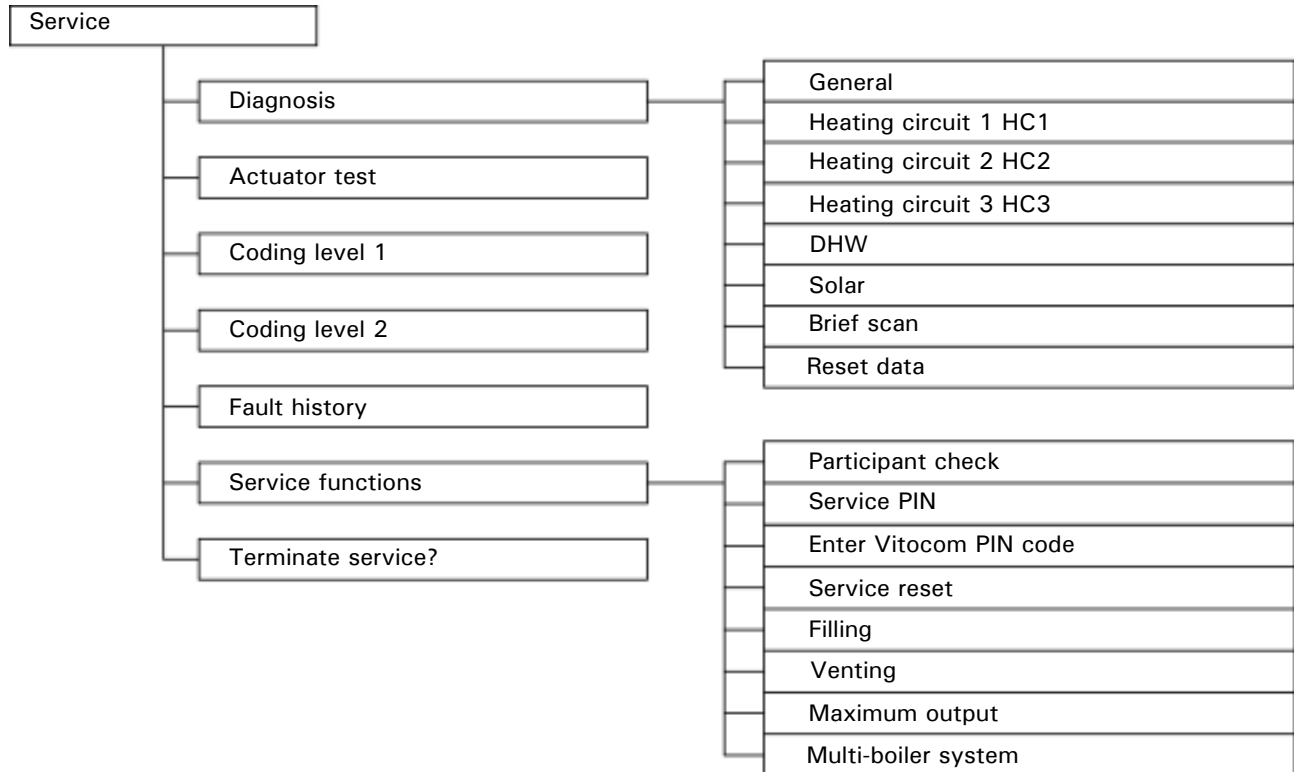 Service
Diagnosis
Actuator test
Coding level 1
Coding level 2
Fault history
Service functions
Terminate service?
General
Heating circuit 1 HC1
Heating circuit 2 HC2
Heating circuit 3 HC3
DHW
Solar
Brief scan
Reset data
Participant check
Service PIN
Enter Vitocom PIN code
Service reset
Filling
Venting
Maximum output
Multi-boiler system